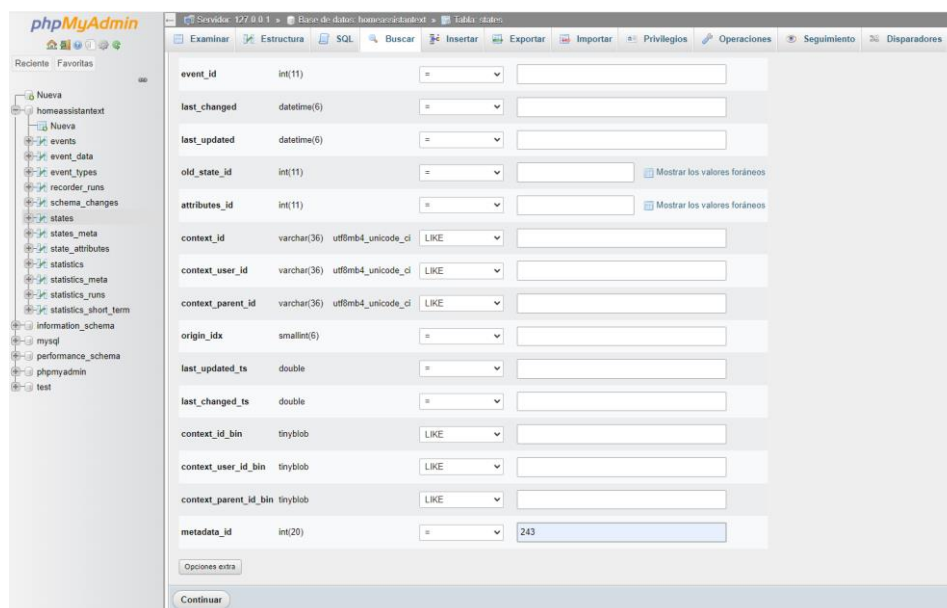 phpMyAdmin
Reciente Favoritas
Nueva
homeassistantext
Nueva
events
event_data
event_types
recorder_runs
schema_changes
states
states_meta
state_attributes
statistics
statistics_meta
statistics_runs
statistics_short_term
information_schema
mysql
performance_schema
phpmyadmin
test
Servidor: 127.0.0.1 » Base de datos: homeassistantext » Tabla: states
Examinar Estructura SQL Buscar Insertar Exportar Importar Privilegios Operaciones Seguimiento Disparadores
event_id int(11) =
last_changed datetime(6) =
last_updated datetime(6) =
old_state_id int(11) = Mostrar los valores foráneos
attributes_id int(11) = Mostrar los valores foráneos
context_id varchar(36) utf8mb4_unicode_ci LIKE
context_user_id varchar(36) utf8mb4_unicode_ci LIKE
context_parent_id varchar(36) utf8mb4_unicode_ci LIKE
origin_idx smallint(6) =
last_updated_ts double =
last_changed_ts double =
context_id_bin tinyblob LIKE
context_user_id_bin tinyblob LIKE
context_parent_id_bin tinyblob LIKE
metadata_id int(20) = 243
Opciones extra
Continuar